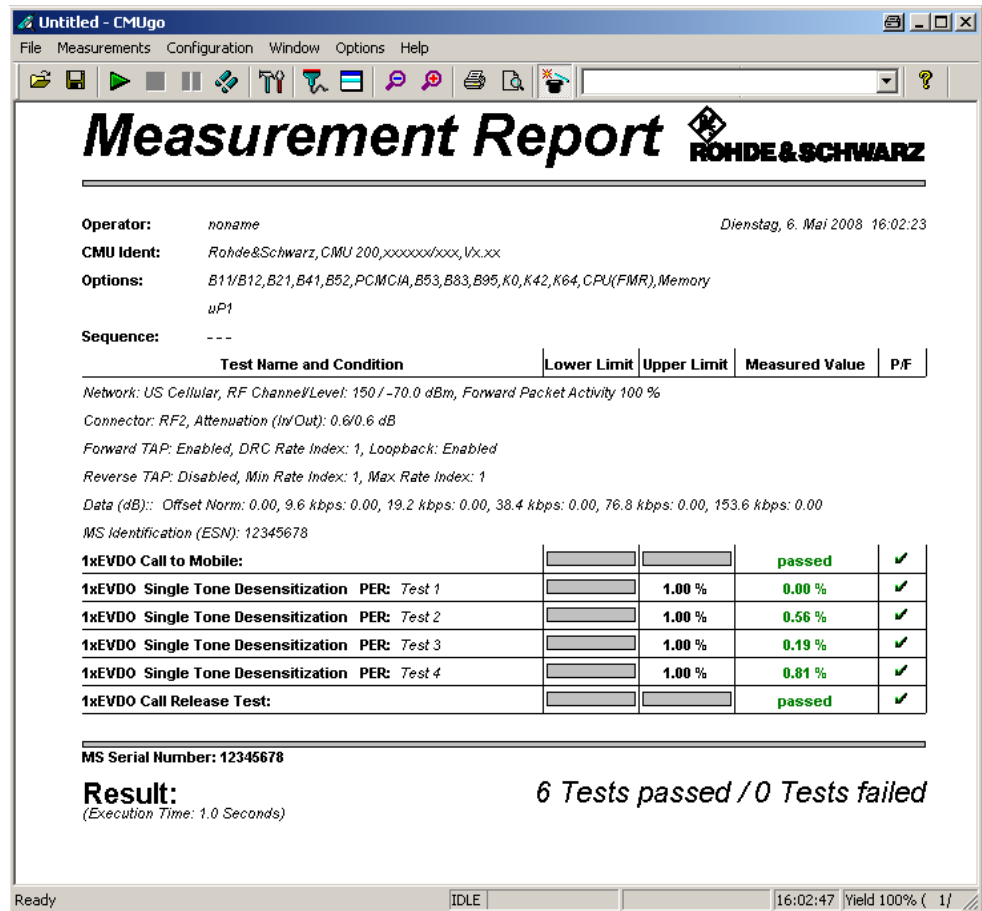 Untitled - CMUgo
File Measurements Configuration Window Options Help
Measurement Report
ROHDE & SCHWARZ
Operator: noname Dienstag, 6. Mai 2008 16:02:23
CMU Ident: Rohde&Schwarz,CMU 200,xxxxxx/xxx,Vx.xx
Options: B11/B12,B21,B41,B52,PCMCIA,B53,B83,B95,K0,K42,K64,CPU(FMR),Memory
uP1
Sequence: ---
Test Name and Condition Lower Limit Upper Limit Measured Value P/F
Network: US Cellular, RF Channel/Level: 150 / -70.0 dBm, Forward Packet Activity 100 %
Connector: RF2, Attenuation (In/Out): 0.6/0.6 dB
Forward TAP: Enabled, DRC Rate Index: 1, Loopback: Enabled
Reverse TAP: Disabled, Min Rate Index: 1, Max Rate Index: 1
Data (dB):: Offset Norm: 0.00, 9.6 kbps: 0.00, 19.2 kbps: 0.00, 38.4 kbps: 0.00, 76.8 kbps: 0.00, 153.6 kbps: 0.00
MS Identification (ESN): 12345678
1xEVDO Call to Mobile: passed ✔
1xEVDO Single Tone Desensitization PER: Test 1 1.00 % 0.00 % ✔
1xEVDO Single Tone Desensitization PER: Test 2 1.00 % 0.56 % ✔
1xEVDO Single Tone Desensitization PER: Test 3 1.00 % 0.19 % ✔
1xEVDO Single Tone Desensitization PER: Test 4 1.00 % 0.81 % ✔
1xEVDO Call Release Test: passed ✔
MS Serial Number: 12345678
Result: 6 Tests passed / 0 Tests failed
(Execution Time: 1.0 Seconds)
Ready IDLE 16:02:47 Yield 100% ( 1/